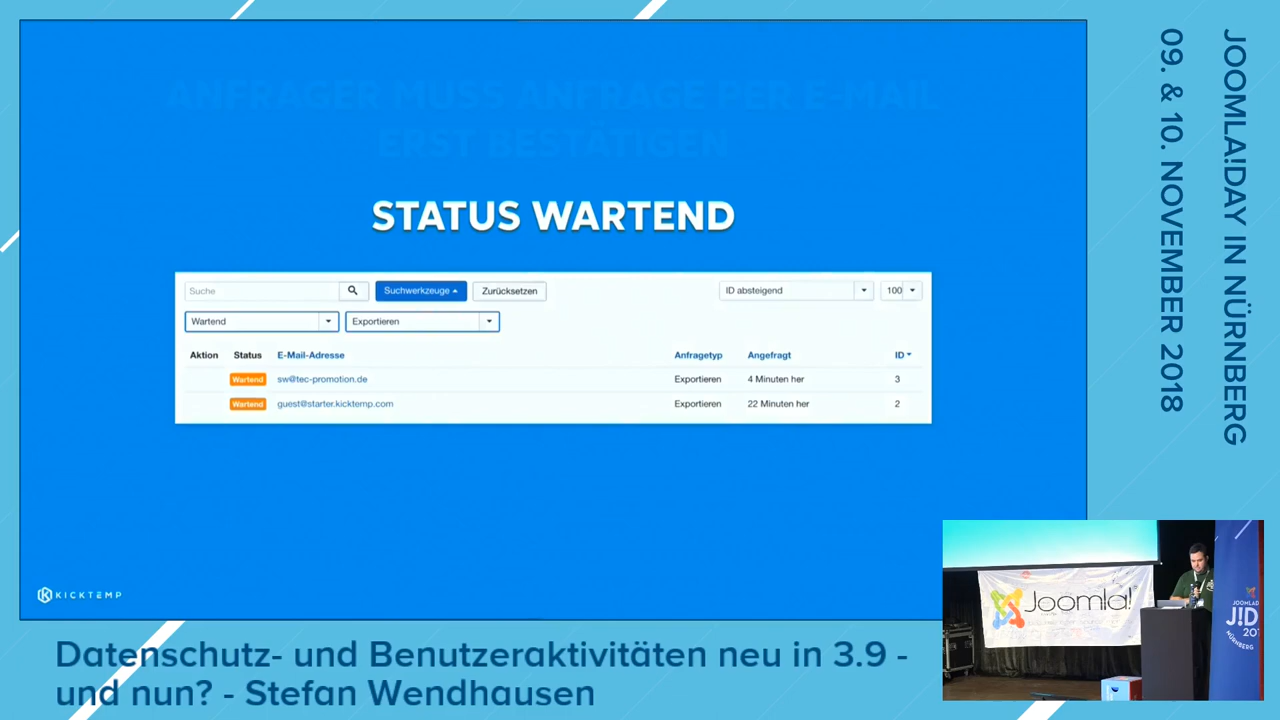 ANFRAGER MUSS ANFRAGE PER E-MAIL
ERST BESTÄTIGEN
STATUS WARTEND
Suche
Suchwerkzeuge
Zurücksetzen
ID absteigend
100
Wartend
Exportieren
Aktion Status E-Mail-Adresse Anfragetyp Angefragt ID
Wartend sw@tec-promotion.de Exportieren 4 Minuten her 3
Wartend guest@starter.kicktemp.com Exportieren 22 Minuten her 2
KICKTEMP
JOOMLA!DAY IN NÜRNBERG
09. & 10. NOVEMBER 2018
Joomla!
JOOMLAD
J!D
201
NÜRNBERG
Datenschutz- und Benutzeraktivitäten neu in 3.9 -
und nun? - Stefan Wendhausen